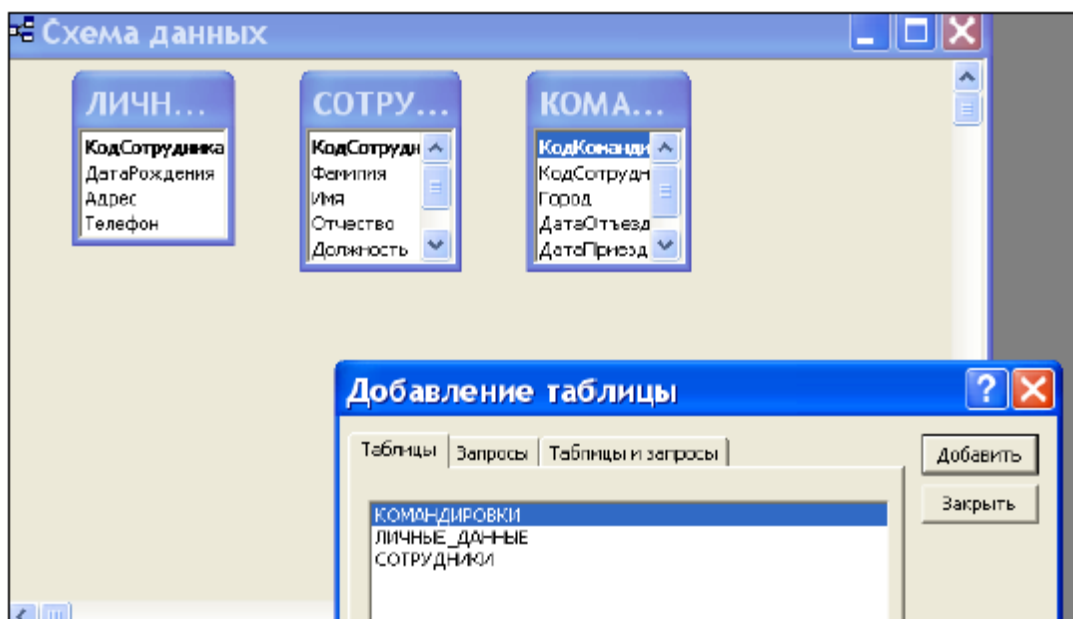 Схема данных
ЛИЧН...
КодСотрудника
ДатаРождения
Адрес
Телефон
СОТРУ...
КодСотрудн
Фамилия
Имя
Отчество
Должность
КОМА...
КодКоманди
КодСотрудн
Город
ДатаОтъезд
ДатаПриезд
Добавление таблицы
Таблицы Запросы Таблицы и запросы
Добавить
Закрыть
КОМАНДИРОВКИ
ЛИЧНЫЕ_ДАННЫЕ
СОТРУДНИКИ